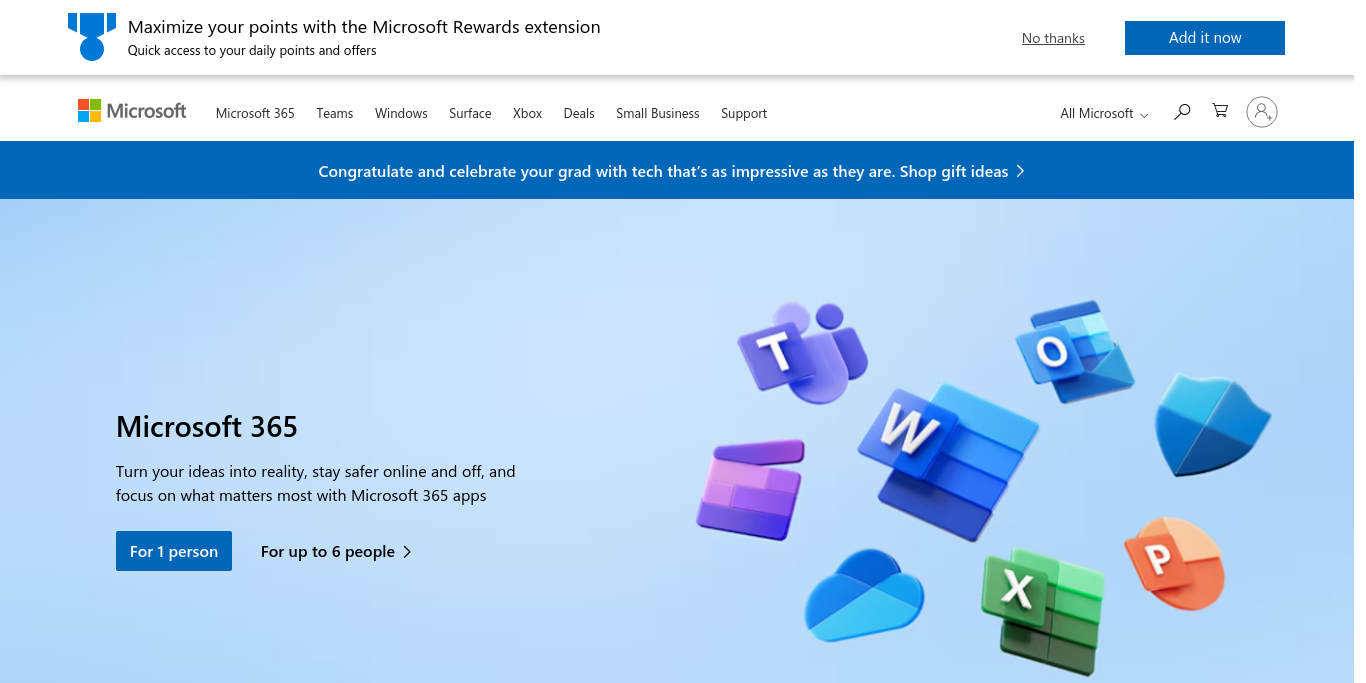 Maximize your points with the Microsoft Rewards extension
Quick access to your daily points and offers
No thanks
Add it now
Microsoft
Microsoft 365
Teams
Windows
Surface
Xbox
Deals
Small Business
Support
All Microsoft
Congratulate and celebrate your grad with tech that’s as impressive as they are. Shop gift ideas
T
O
W
Microsoft 365
Turn your ideas into reality, stay safer online and off, and
focus on what matters most with Microsoft 365 apps
For 1 person
For up to 6 people
P
X